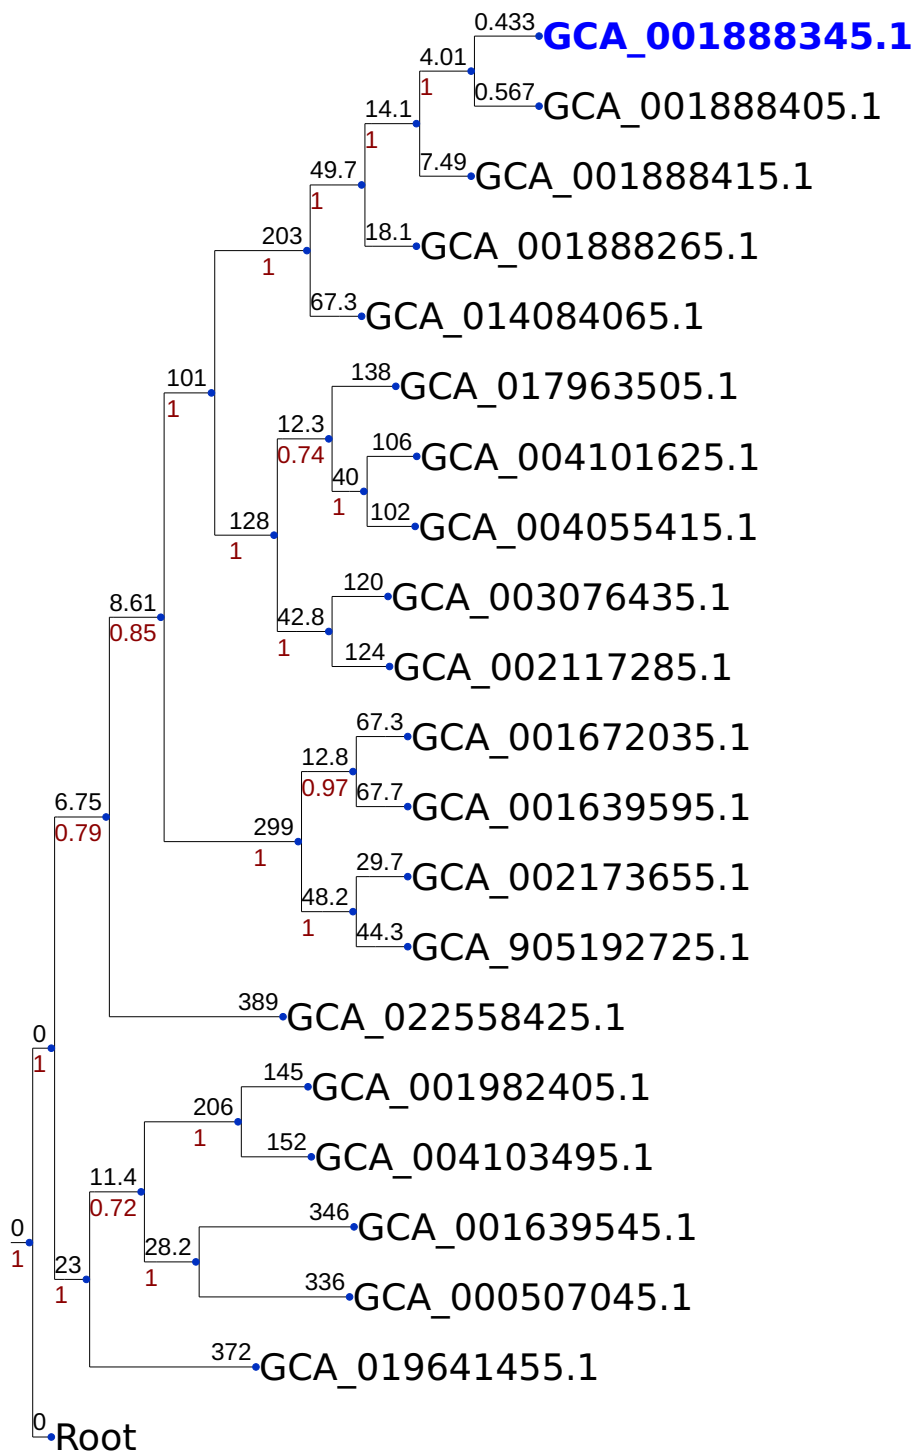 0.433
GCA_001888345.1
4.01
1
0.567
GCA_001888405.1
14.1
1
7.49
GCA_001888415.1
49.7
1
18.1
GCA_001888265.1
203
1
67.3
GCA_014084065.1
101
1
138
GCA_017963505.1
12.3
0.74
106
GCA_004101625.1
40
1
102
GCA_004055415.1
128
1
120
GCA_003076435.1
42.8
1
124
GCA_002117285.1
8.61
0.85
67.3
GCA_001672035.1
12.8
0.97
67.7
GCA_001639595.1
299
1
29.7
GCA_002173655.1
48.2
1
44.3
GCA_905192725.1
6.75
0.79
389
GCA_022558425.1
0
1
145
GCA_001982405.1
206
1
152
GCA_004103495.1
11.4
0.72
346
GCA_001639545.1
28.2
1
336
GCA_000507045.1
0
1
23
1
372
GCA_019641455.1
0
Root